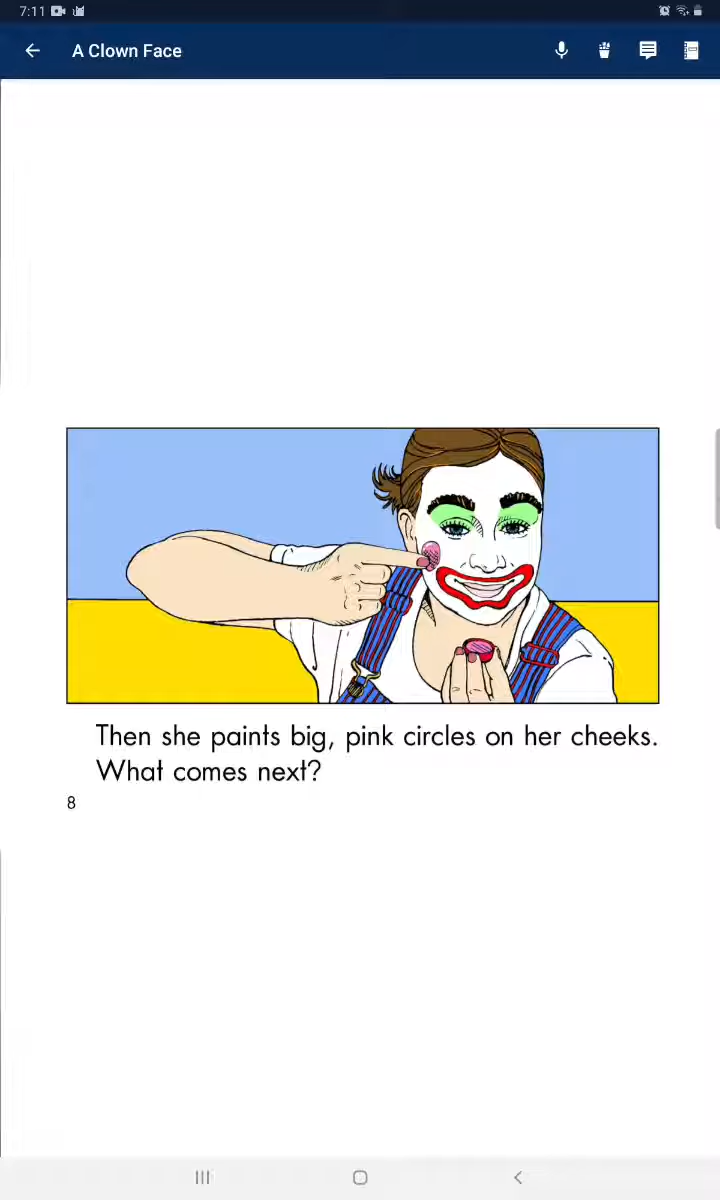 7:11
A Clown Face
Then she paints big, pink circles on her cheeks.
What comes next?
8